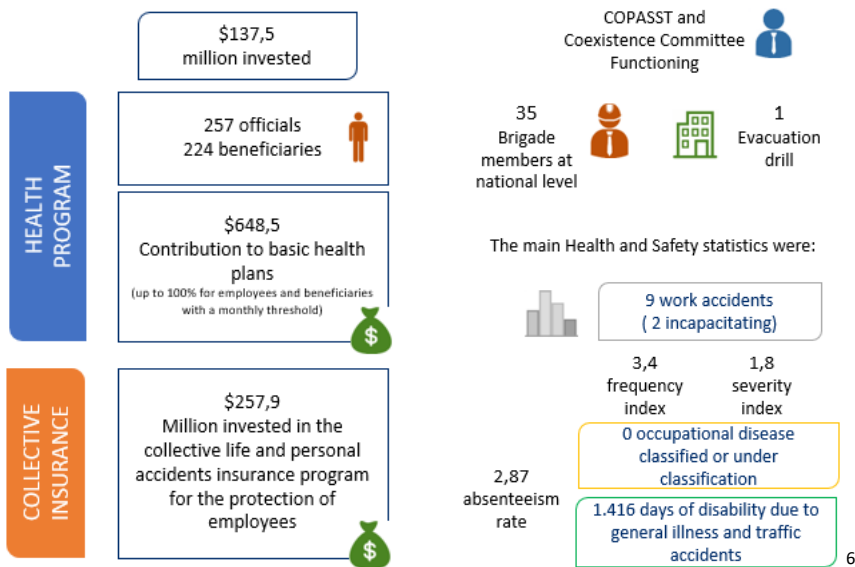 $137,5
million invested
HEALTH
PROGRAM
257 officials
224 beneficiaries
$648,5
Contribution to basic health
plans
(up to 100% for employees and beneficiaries
with a monthly threshold)
$
COLLECTIVE
INSURANCE
$257,9
Million invested in the
collective life and personal
accidents insurance program
for the protection of
employees
$
COPASST and
Coexistence Committee
Functioning
35
Brigade
members at
national level
1
Evacuation
drill
The main Health and Safety statistics were:
9 work accidents
( 2 incapacitating)
3,4
frequency
index
1,8
severity
index
0 occupational disease
classified or under
classification
2,87
absenteeism
rate
1.416 days of disability due to
general illness and traffic
accidents
6